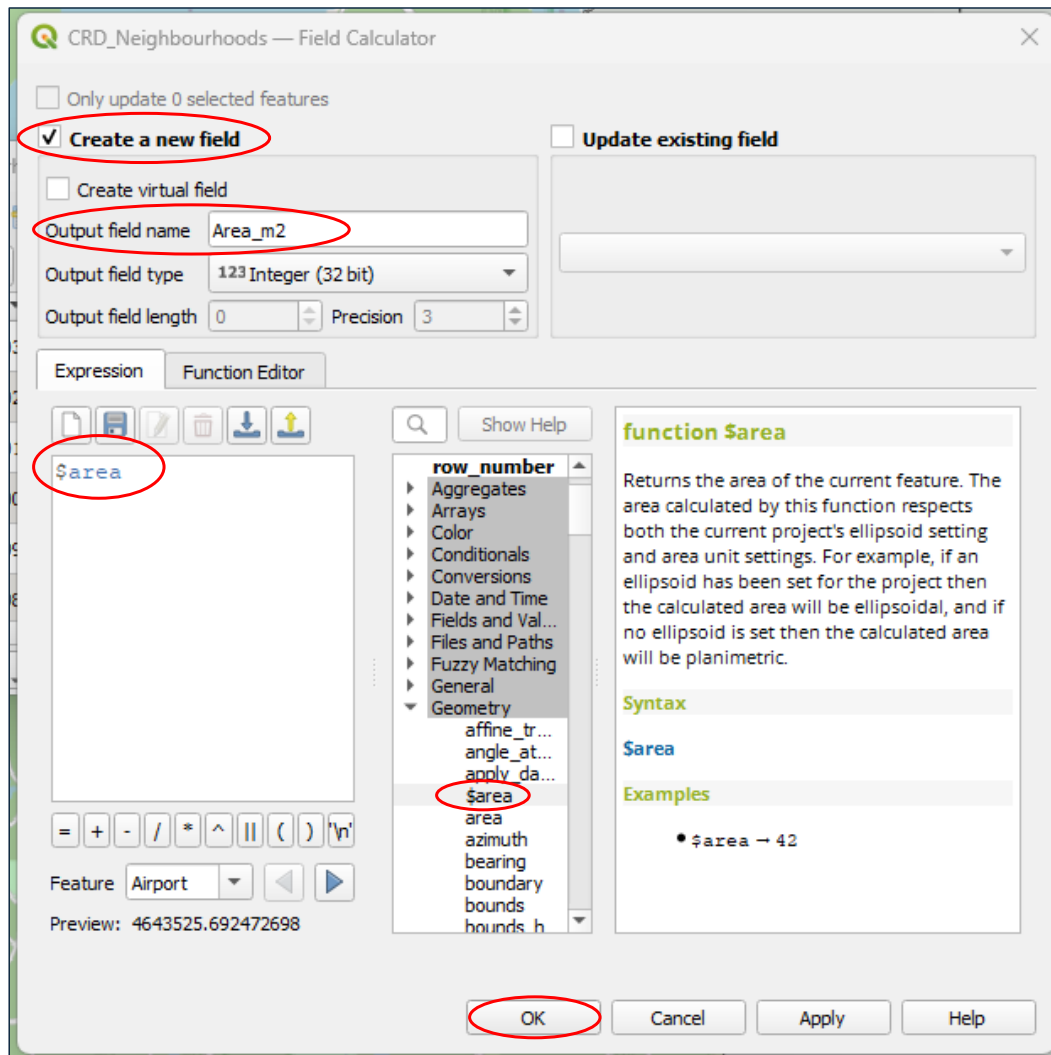 CRD_Neighbourhoods — Field Calculator
Only update 0 selected features
Create a new field
Update existing field
Create virtual field
Output field name Area_m2
Output field type 123 Integer (32 bit)
Output field length 0 Precision 3
Expression Function Editor
Show Help
$area
row_number
Aggregates
Arrays
Color
Conditionals
Conversions
Date and Time
Fields and Val...
Files and Paths
Fuzzy Matching
General
Geometry
affine_tr...
angle_at...
apply_da...
$area
area
azimuth
bearing
boundary
bounds
bounds_h
function $area
Returns the area of the current feature. The
area calculated by this function respects
both the current project's ellipsoid setting
and area unit settings. For example, if an
ellipsoid has been set for the project then
the calculated area will be ellipsoidal, and if
no ellipsoid is set then the calculated area
will be planimetric.
Syntax
$area
Examples
• $area → 42
= + - / * ^ || ( ) '\n'
Feature Airport
Preview: 4643525.692472698
OK Cancel Apply Help